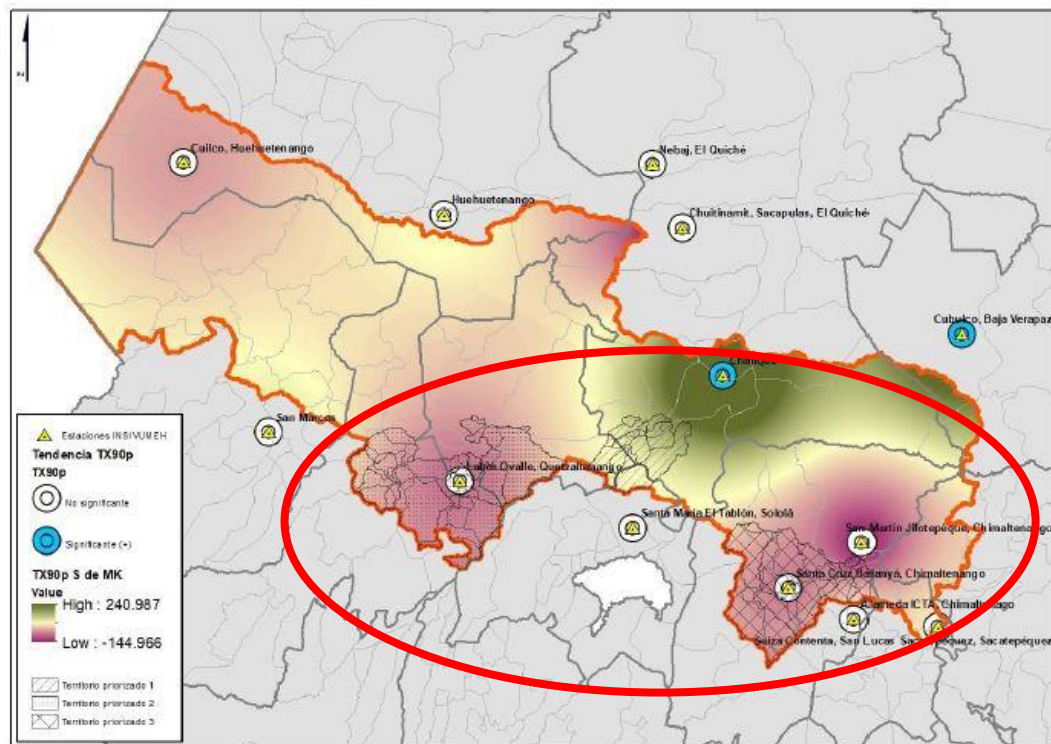 N
Cuilco, Huehuetenango
Nebaj, El Quiché
Huehuetenango
Chuitinamit, Sacapulas, El Quiché
Cubulco, Baja Verapaz
San Marcos
Labor Ovalle, Quetzaltenango
Santa María El Tablón, Sololá
San Martín Jilotepéque, Chimaltenango
Santa Cruz Balanyá, Chimaltenango
Alameda ICTA, Chimaltenago
Suiza Contenta, San Lucas Sacatepéquez, Sacatepéquez
Estaciones INSIVUMEH
Tendencia TX90p
TX90p
No significante
Significante (+)
TX90p S de MK
Value
High : 240.987
Low : -144.966
Territorio priorizado 1
Territorio priorizado 2
Territorio priorizado 3